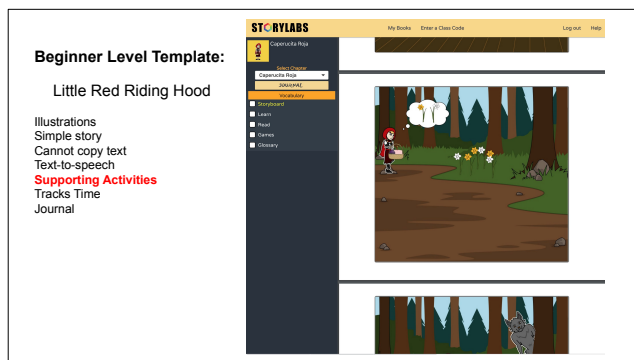 Beginner Level Template:
Little Red Riding Hood
Illustrations
Simple story
Cannot copy text
Text-to-speech
Supporting Activities
Tracks Time
Journal
STORYLABS
My Books
Enter a Class Code
Log out
Help
Caperucita Roja
Select Chapter
Caperucita Roja
JOURNAL
Vocabulary
Storyboard
Learn
Read
Games
Glossary